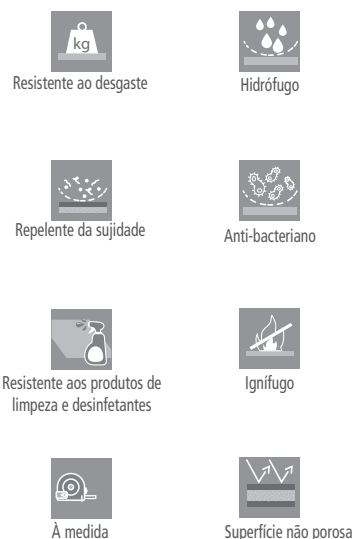 kg
Resistente ao desgaste
Hidrófugo
Repelente da sujidade
Anti-bacteriano
Resistente aos produtos de
limpeza e desinfetantes
Ignífugo
À medida
Superfície não porosa